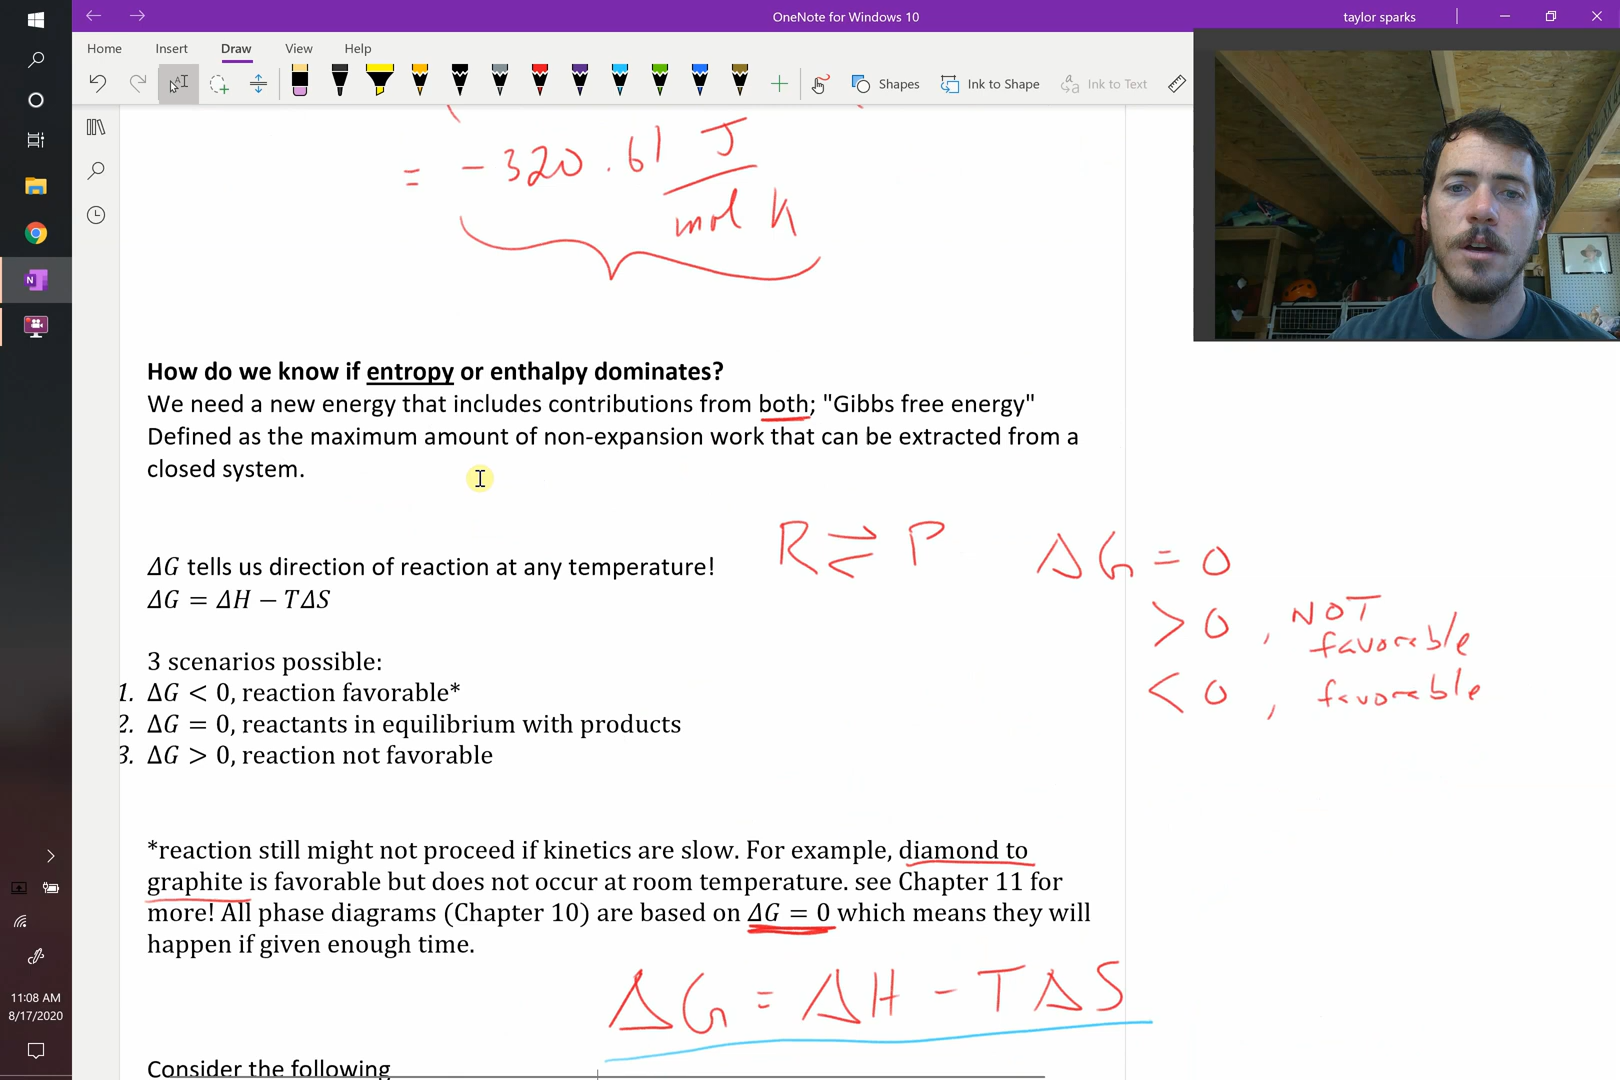 OneNote for Windows 10
taylor sparks
Home Insert Draw View Help
Shapes Ink to Shape Ink to Text
= -320.61 J
mol K
How do we know if entropy or enthalpy dominates?
We need a new energy that includes contributions from both; "Gibbs free energy"
Defined as the maximum amount of non-expansion work that can be extracted from a
closed system.
R ⇌ P
ΔG = 0
> 0, NOT
favorable
< 0, favorable
ΔG tells us direction of reaction at any temperature!
ΔG = ΔH − TΔS
3 scenarios possible:
1. ΔG < 0, reaction favorable*
2. ΔG = 0, reactants in equilibrium with products
3. ΔG > 0, reaction not favorable
*reaction still might not proceed if kinetics are slow. For example, diamond to
graphite is favorable but does not occur at room temperature. see Chapter 11 for
more! All phase diagrams (Chapter 10) are based on ΔG = 0 which means they will
happen if given enough time.
ΔG = ΔH - TΔS
Consider the following
11:08 AM
8/17/2020